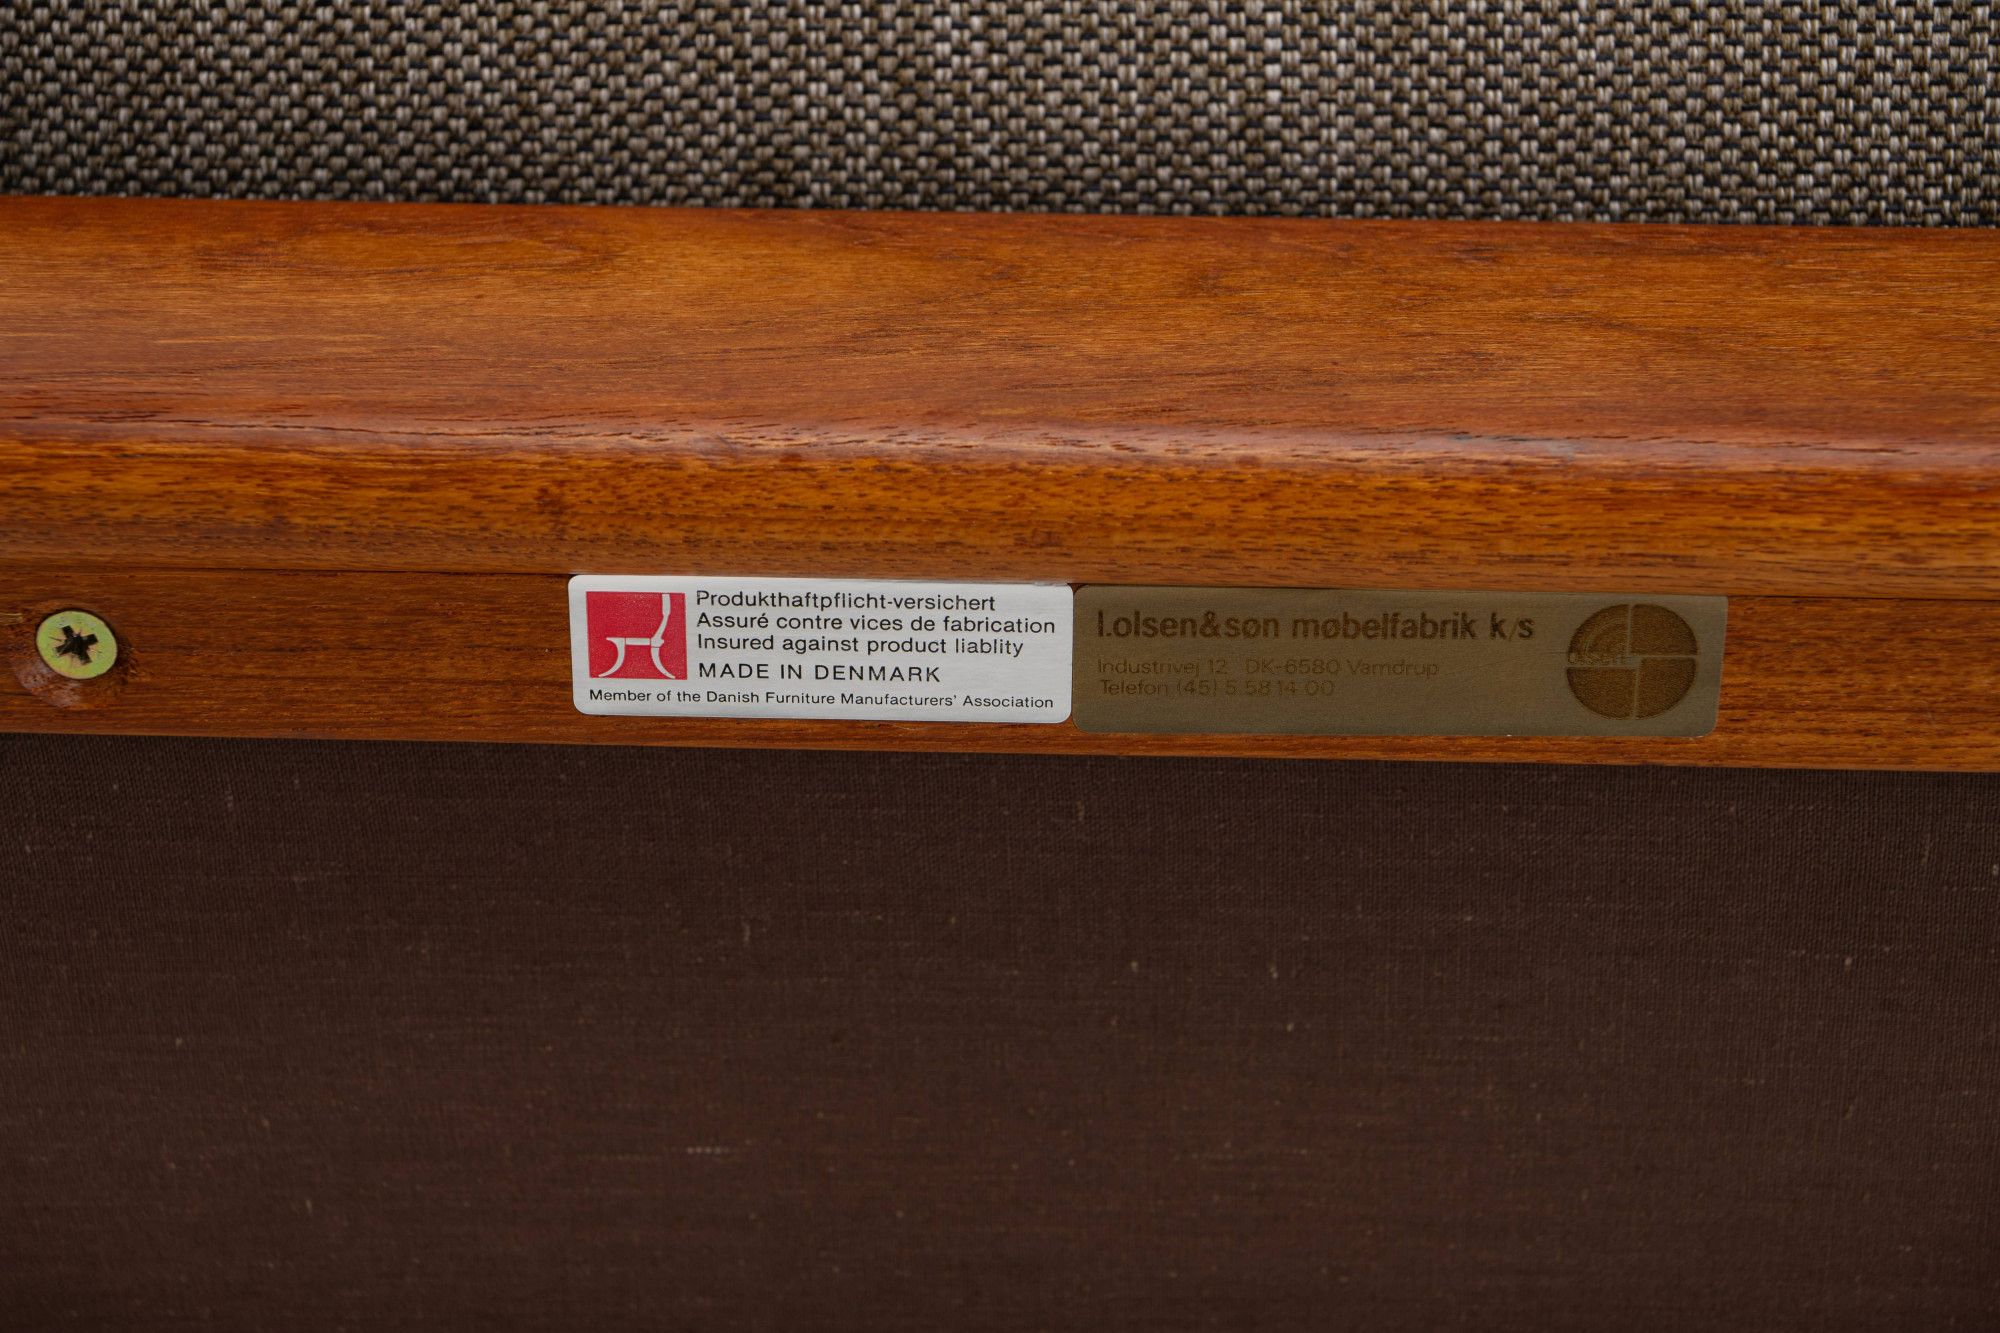 Produkthaftpflicht-versichert
Assuré contre vices de fabrication
Insured against product liablity
MADE IN DENMARK
Member of the Danish Furniture Manufacturers' Association
l.olsen&søn møbelfabrik k/s
Industrivej 12 DK-6580 Vamdrup
Telefon (45) 5 58 14 00